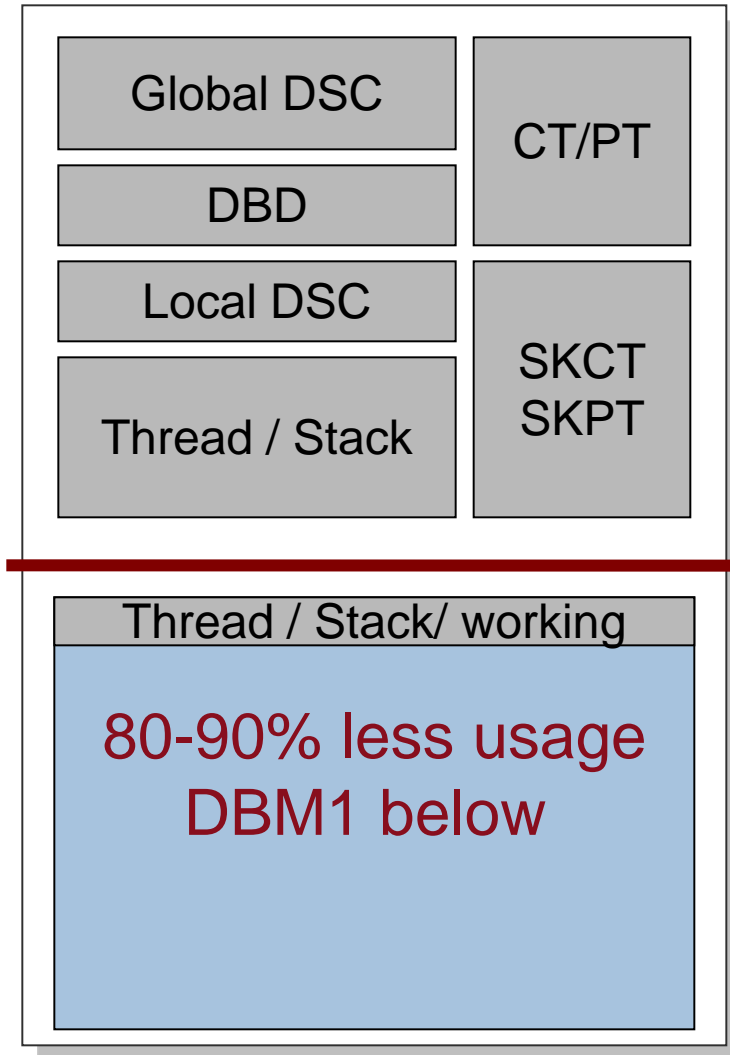 Global DSC
CT/PT
DBD
Local DSC
SKCT
SKPT
Thread / Stack
Thread / Stack/ working
80-90% less usage
DBM1 below